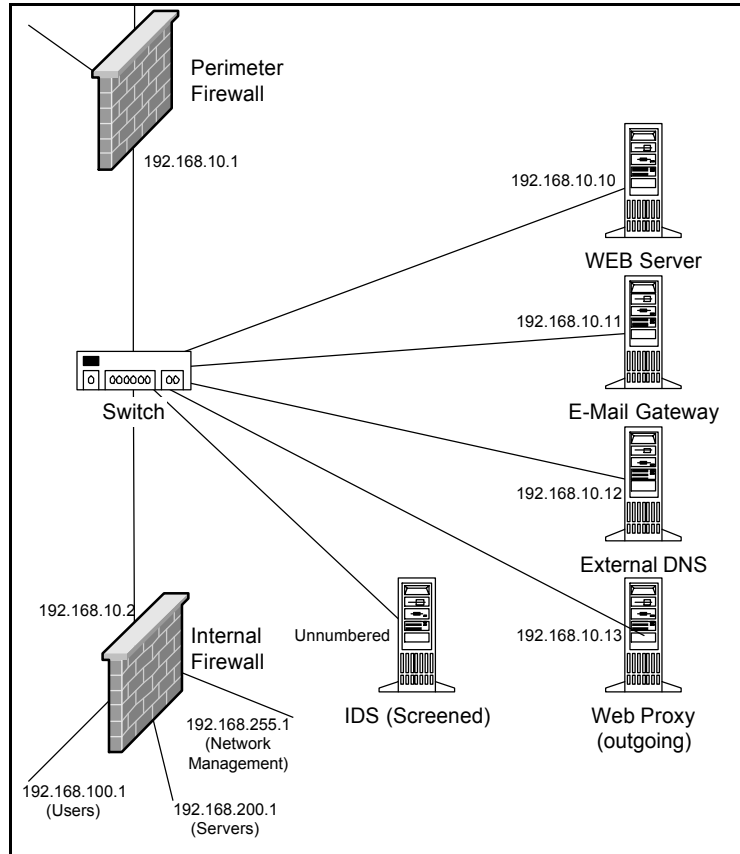 Perimeter
Firewall
192.168.10.1
192.168.10.10
WEB Server
192.168.10.11
E-Mail Gateway
Switch
192.168.10.12
External DNS
192.168.10.2
Internal
Firewall
Unnumbered
192.168.10.13
IDS (Screened)
Web Proxy
(outgoing)
192.168.255.1
(Network
Management)
192.168.100.1
(Users)
192.168.200.1
(Servers)